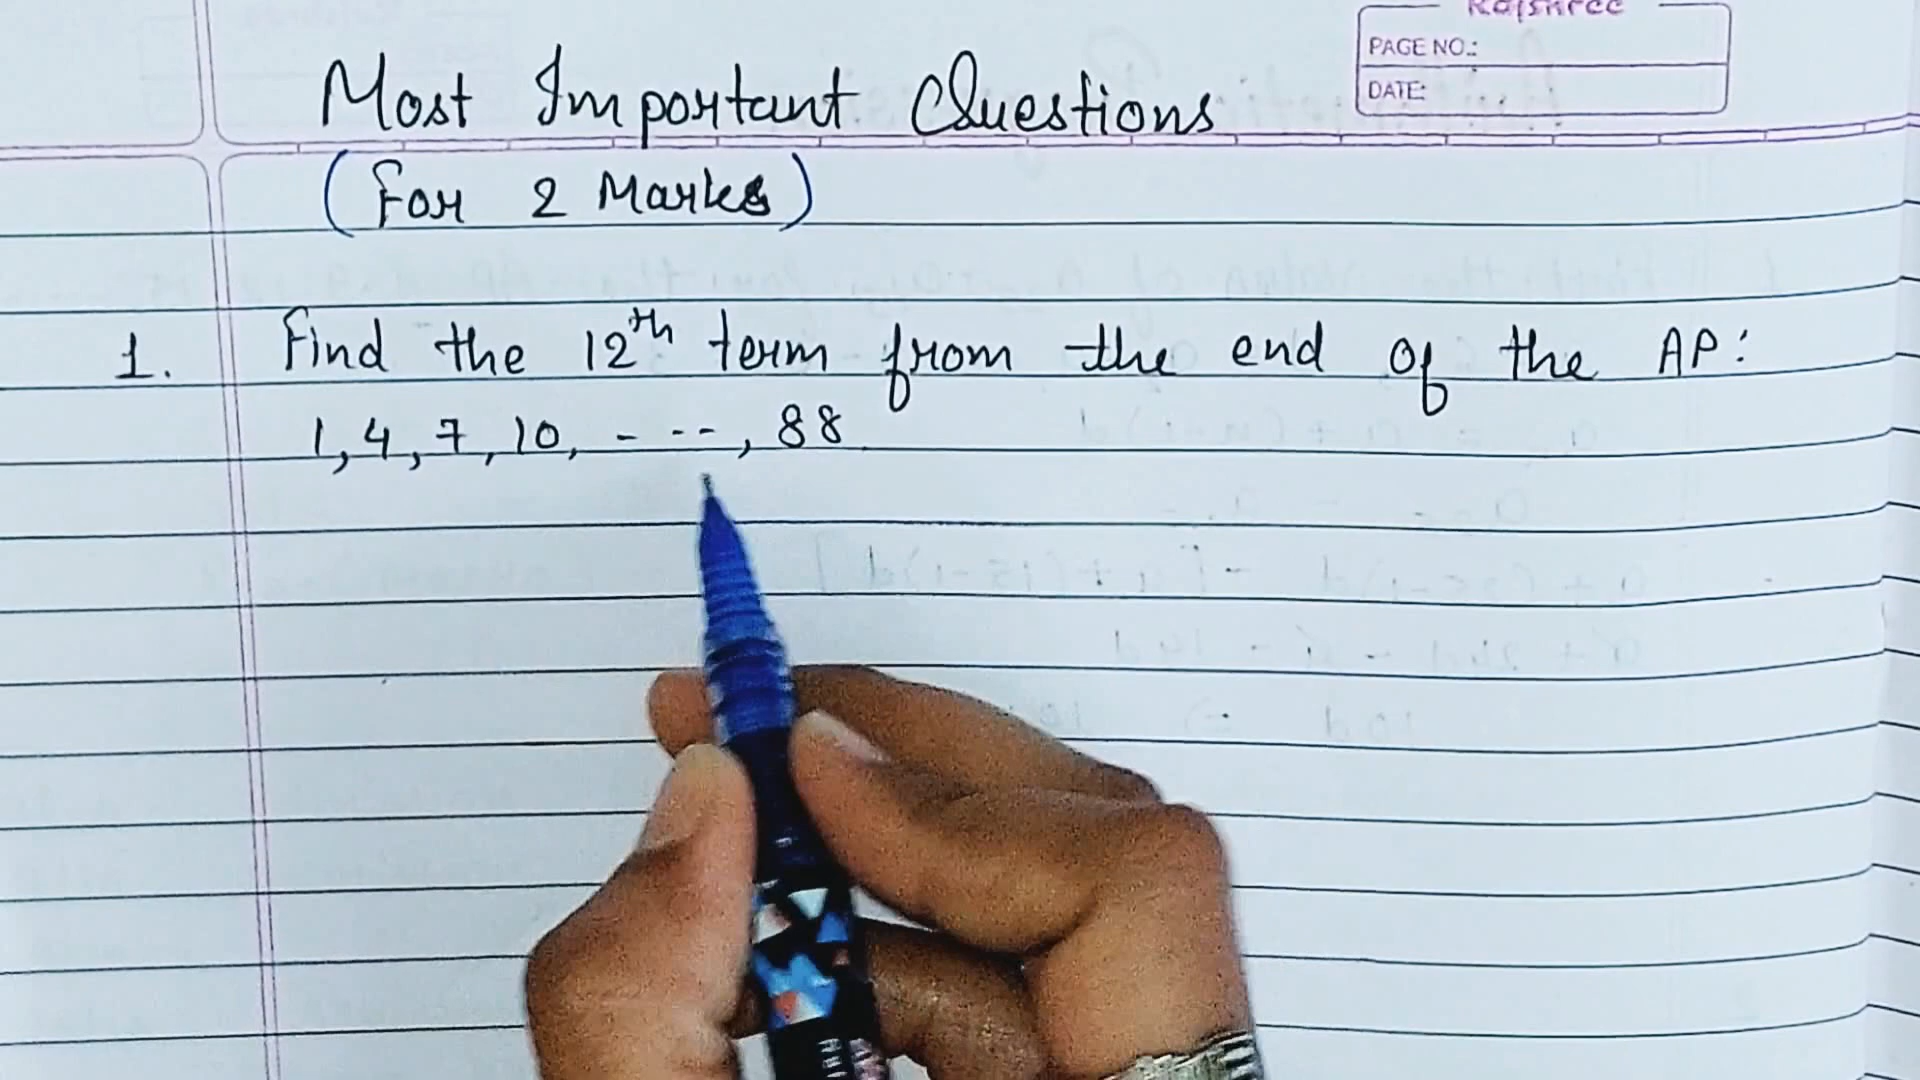 Rajshree
PAGE NO.:
DATE:
Most Important Questions
(For 2 Marks)
1. Find the 12th term from the end of the AP:
1, 4, 7, 10, - - - -, 88